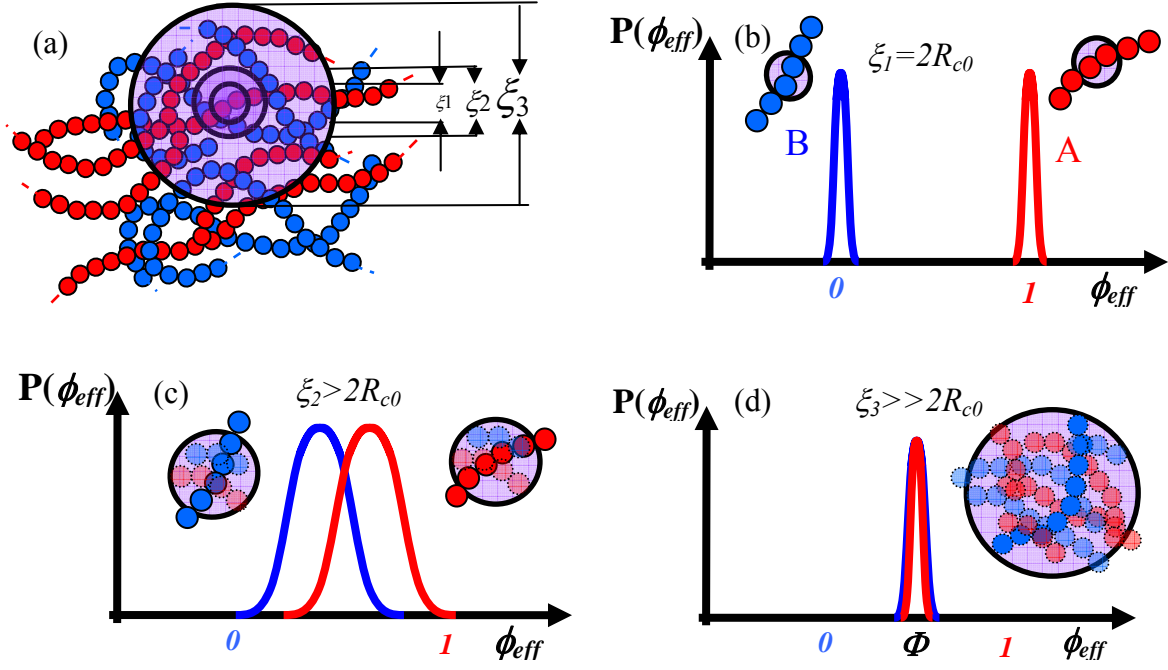 (a)
ξ1 ξ2 ξ3
P(ϕeff) (b) ξ1=2Rc0
B A
0 1 ϕeff
P(ϕeff) (c) ξ2>2Rc0
0 1 ϕeff
P(ϕeff) (d) ξ3>>2Rc0
0 Φ 1 ϕeff